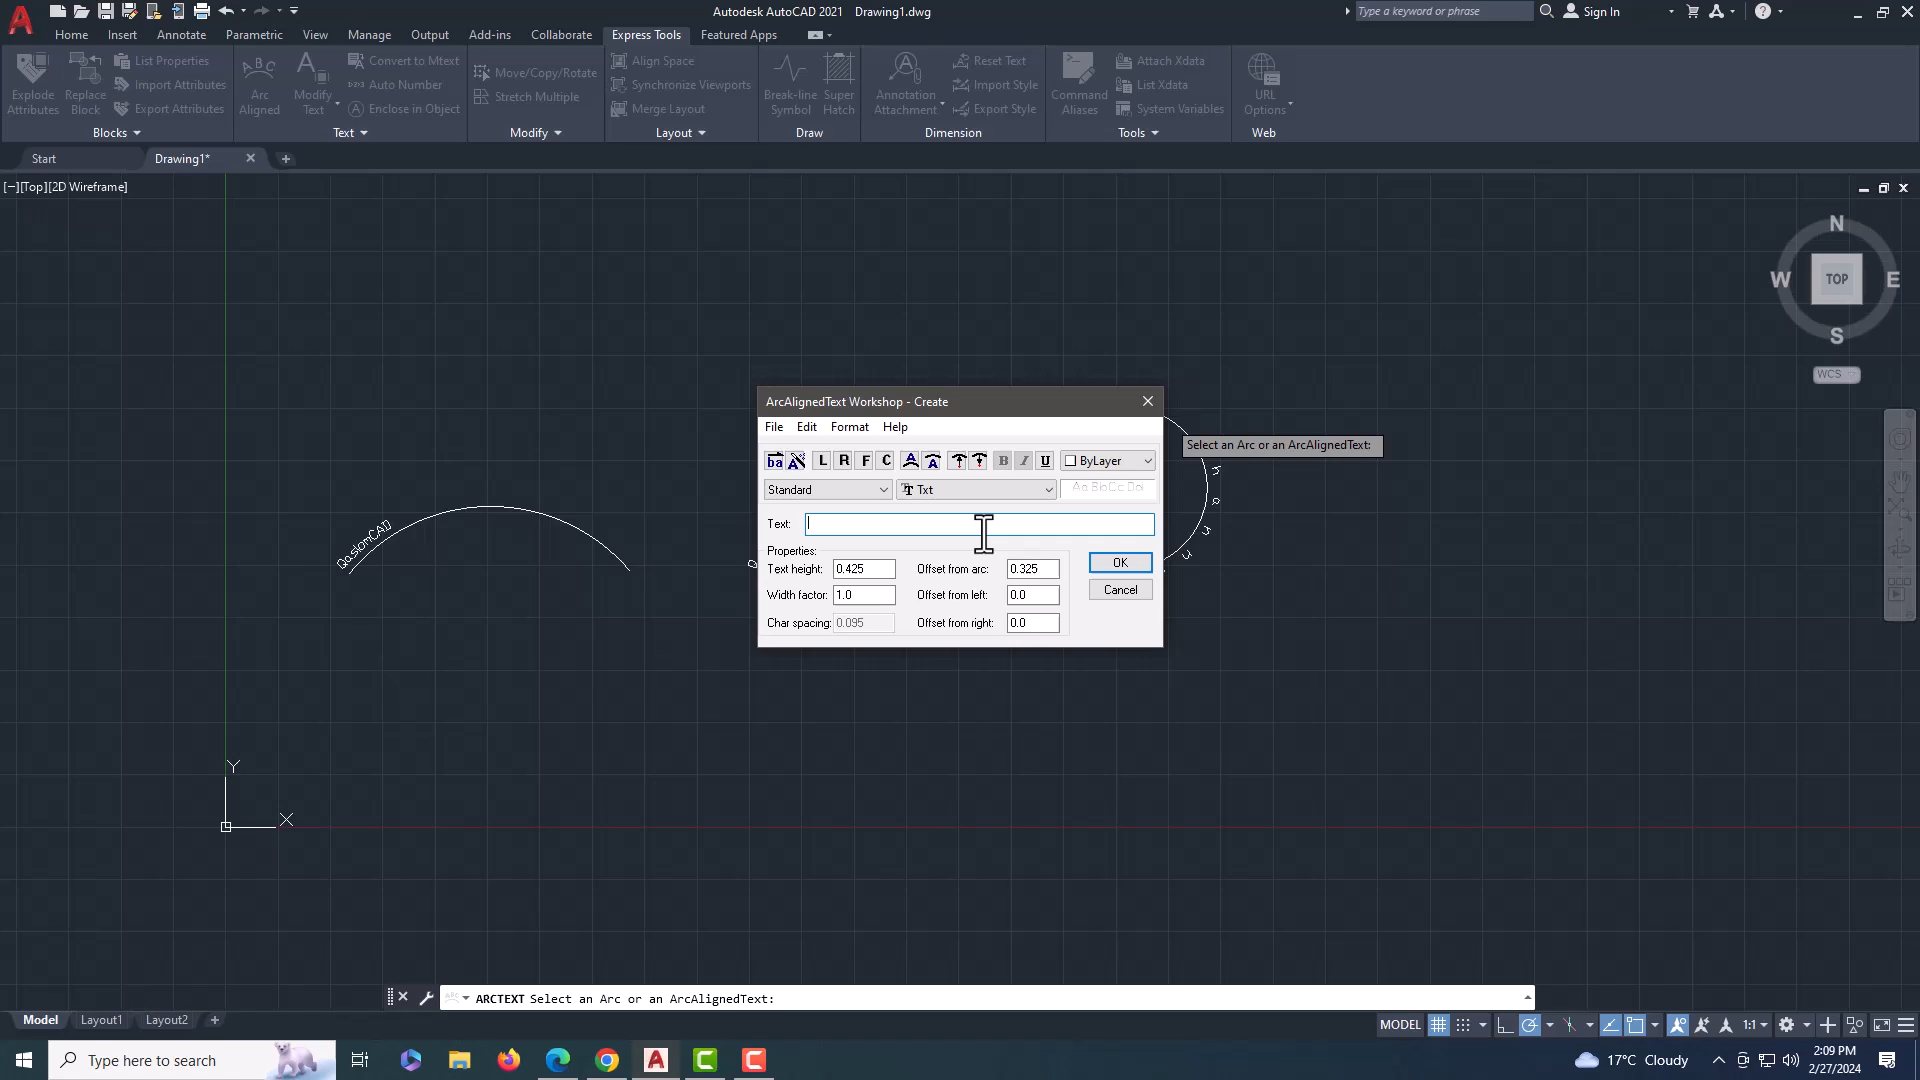 Autodesk AutoCAD 2021 Drawing1.dwg
Type a keyword or phrase
Sign In
Home Insert Annotate Parametric View Manage Output Add-ins Collaborate Express Tools Featured Apps
Explode Attributes
Replace Block
List Properties
Import Attributes
Export Attributes
Arc Aligned
Modify Text
Convert to Mtext
Auto Number
Enclose in Object
Move/Copy/Rotate
Stretch Multiple
Align Space
Synchronize Viewports
Merge Layout
Break-line Symbol
Super Hatch
Annotation Attachment
Reset Text
Import Style
Export Style
Command Aliases
Attach Xdata
List Xdata
System Variables
URL Options
Blocks Text Modify Layout Draw Dimension Tools Web
Start Drawing1*
[−][Top][2D Wireframe]
N
W TOP E
S
WCS
ArcAlignedText Workshop - Create
File Edit Format Help
L R F C B I U ByLayer
Standard Txt
Text:
Properties:
Text height: 0.425 Offset from arc: 0.325
Width factor: 1.0 Offset from left: 0.0
Char spacing: 0.095 Offset from right: 0.0
OK
Cancel
Select an Arc or an ArcAlignedText:
QasiomCAD
Y
X
ARCTEXT Select an Arc or an ArcAlignedText:
Model Layout1 Layout2
MODEL 1:1
Type here to search
17°C Cloudy
2:09 PM
2/27/2024